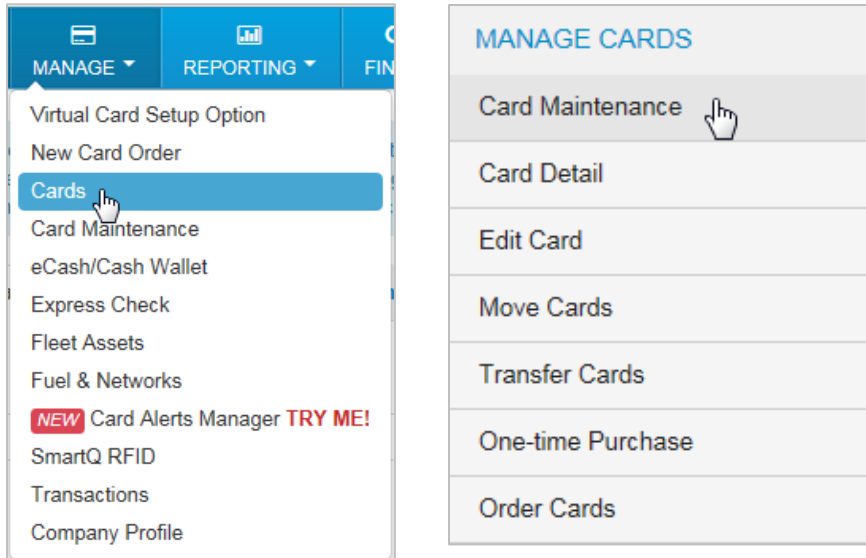 MANAGE
REPORTING
FIN
Virtual Card Setup Option
New Card Order
Cards
Card Maintenance
eCash/Cash Wallet
Express Check
Fleet Assets
Fuel & Networks
NEW Card Alerts Manager TRY ME!
SmartQ RFID
Transactions
Company Profile
MANAGE CARDS
Card Maintenance
Card Detail
Edit Card
Move Cards
Transfer Cards
One-time Purchase
Order Cards